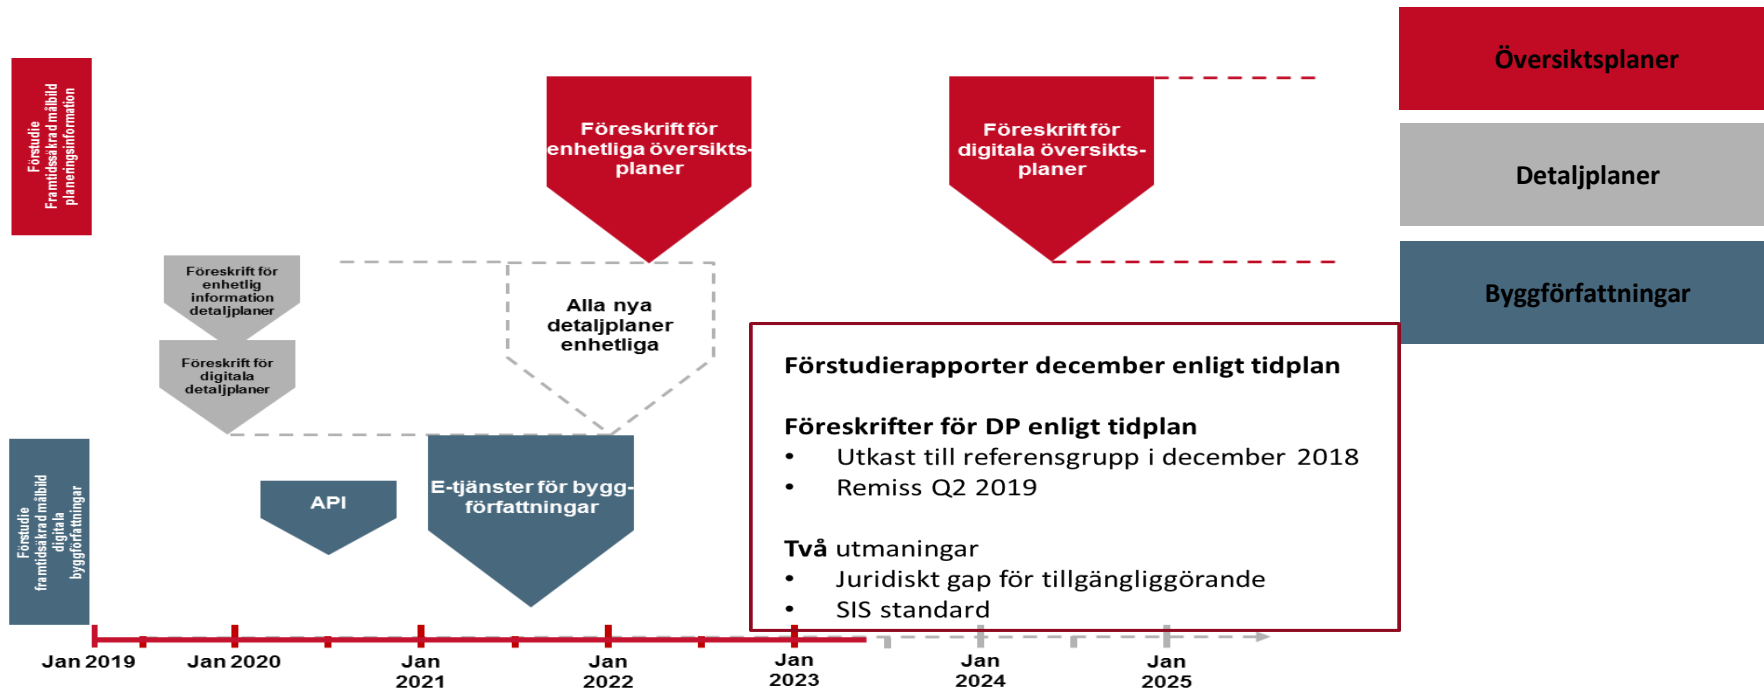 Förstudie
Framtidssäkrad målbild
planeringsinformation
Föreskrift för
enhetliga översikts-
planer
Föreskrift för
digitala översikts-
planer
Översiktsplaner
Detaljplaner
Byggförfattningar
Föreskrift för
enhetlig
information
detaljplaner
Föreskrift för
digitala
detaljplaner
Alla nya
detaljplaner
enhetliga
Förstudie
framtidsäkrad målbild
digitala
byggförfattningar
API
E-tjänster för bygg-
författningar
Förstudierapporter december enligt tidplan
Föreskrifter för DP enligt tidplan
• Utkast till referensgrupp i december 2018
• Remiss Q2 2019
Två utmaningar
• Juridiskt gap för tillgängliggörande
• SIS standard
Jan 2019
Jan 2020
Jan
2021
Jan
2022
Jan
2023
Jan
2024
Jan
2025